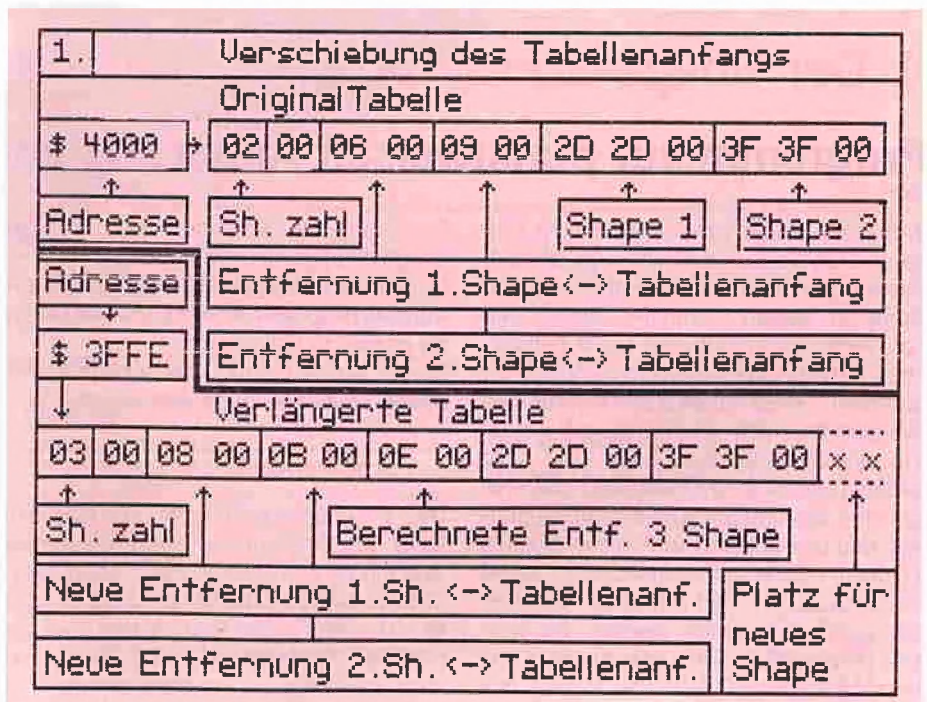 1. Verschiebung des Tabellenanfangs
OriginalTabelle
$ 4000 → 02 00 06 00 09 00 2D 2D 00 3F 3F 00
Adresse Sh. zahl Shape 1 Shape 2
Adresse Entfernung 1.Shape<-> Tabellenanfang
$ 3FFE Entfernung 2.Shape<-> Tabellenanfang
Verlängerte Tabelle
03 00 08 00 0B 00 0E 00 2D 2D 00 3F 3F 00 x x
Sh. zahl Berechnete Entf. 3 Shape
Neue Entfernung 1.Sh. <-> Tabellenanf.
Neue Entfernung 2.Sh. <-> Tabellenanf.
Platz für
neues
Shape